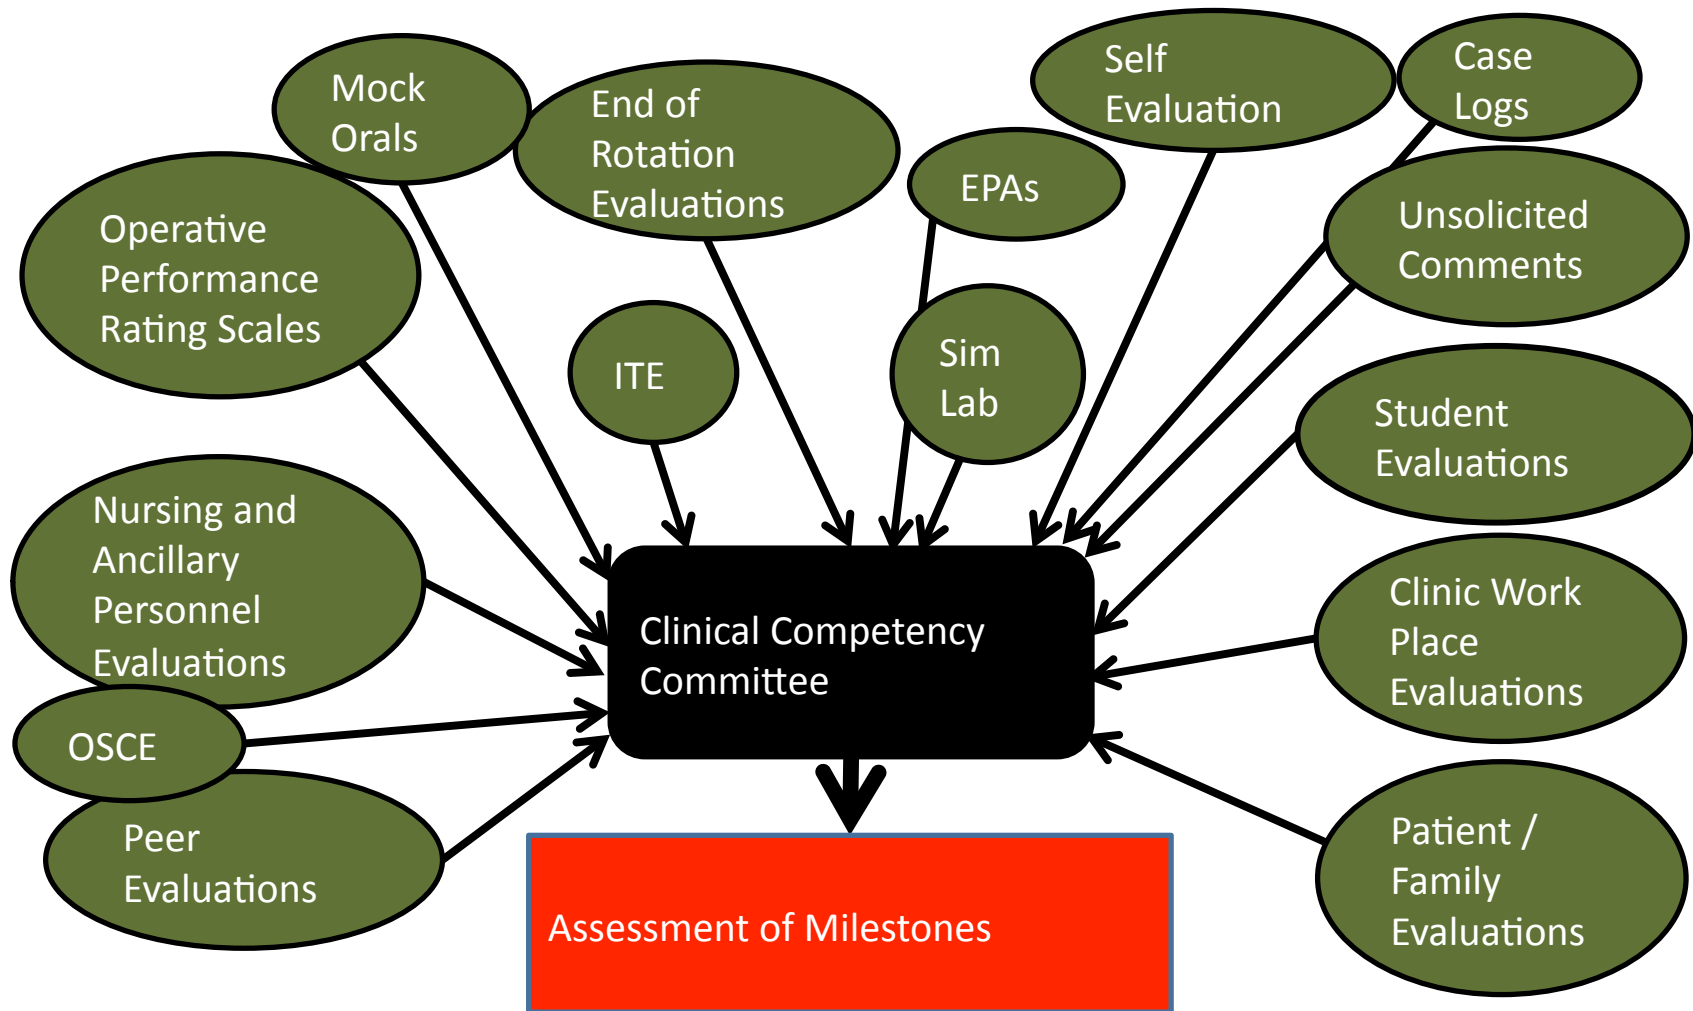 Mock
Orals
End of
Rotation
Evaluations
Self
Evaluation
Case
Logs
EPAs
Operative
Performance
Rating Scales
Unsolicited
Comments
ITE
Sim
Lab
Student
Evaluations
Nursing and
Ancillary
Personnel
Evaluations
Clinical Competency
Committee
Clinic Work
Place
Evaluations
OSCE
Peer
Evaluations
Patient /
Family
Evaluations
Assessment of Milestones